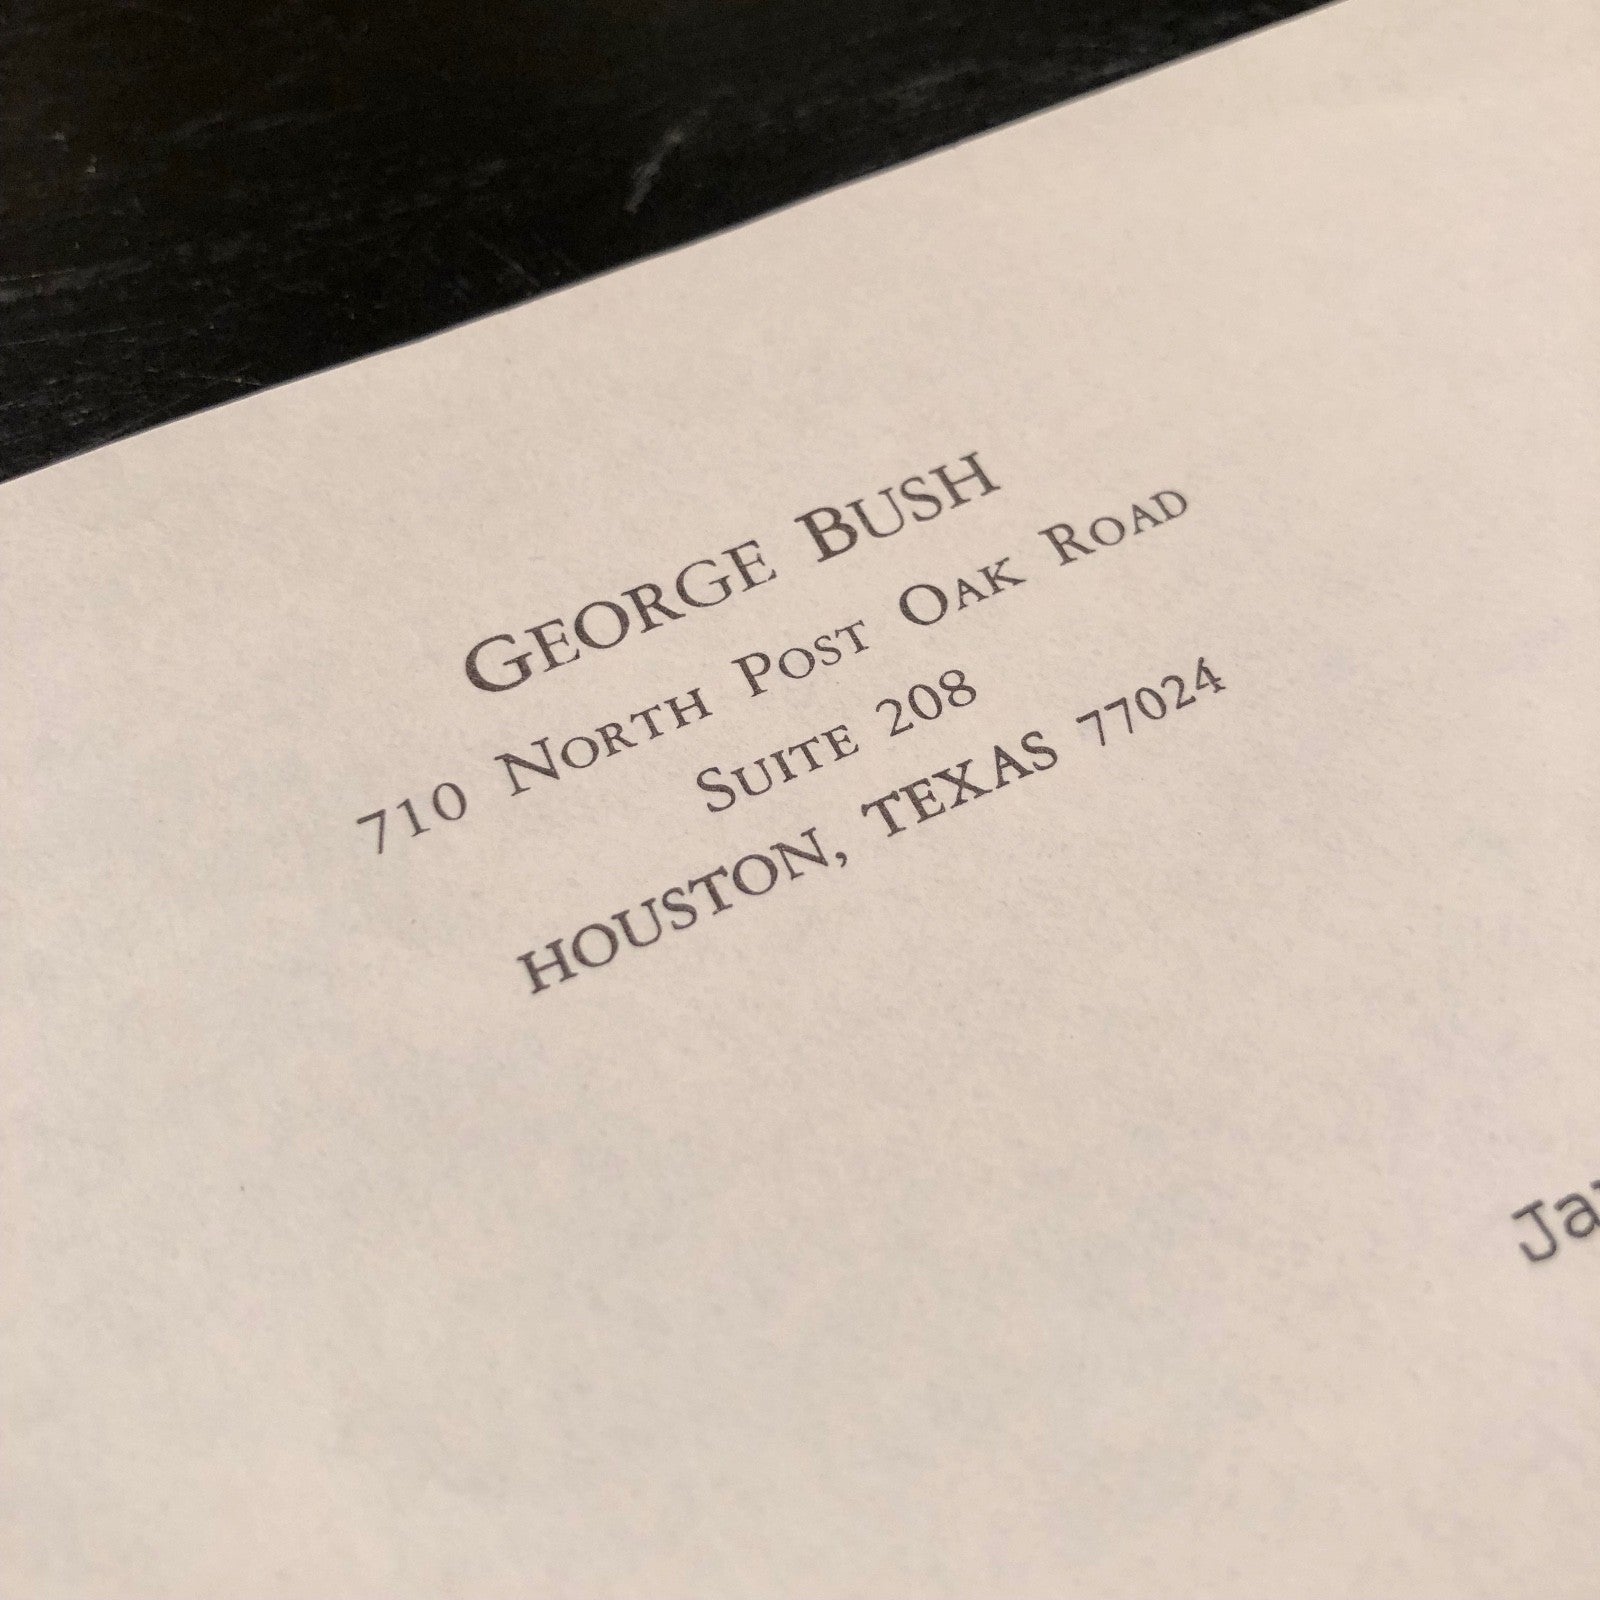 GEORGE BUSH
710 NORTH POST OAK ROAD
SUITE 208
HOUSTON, TEXAS 77024